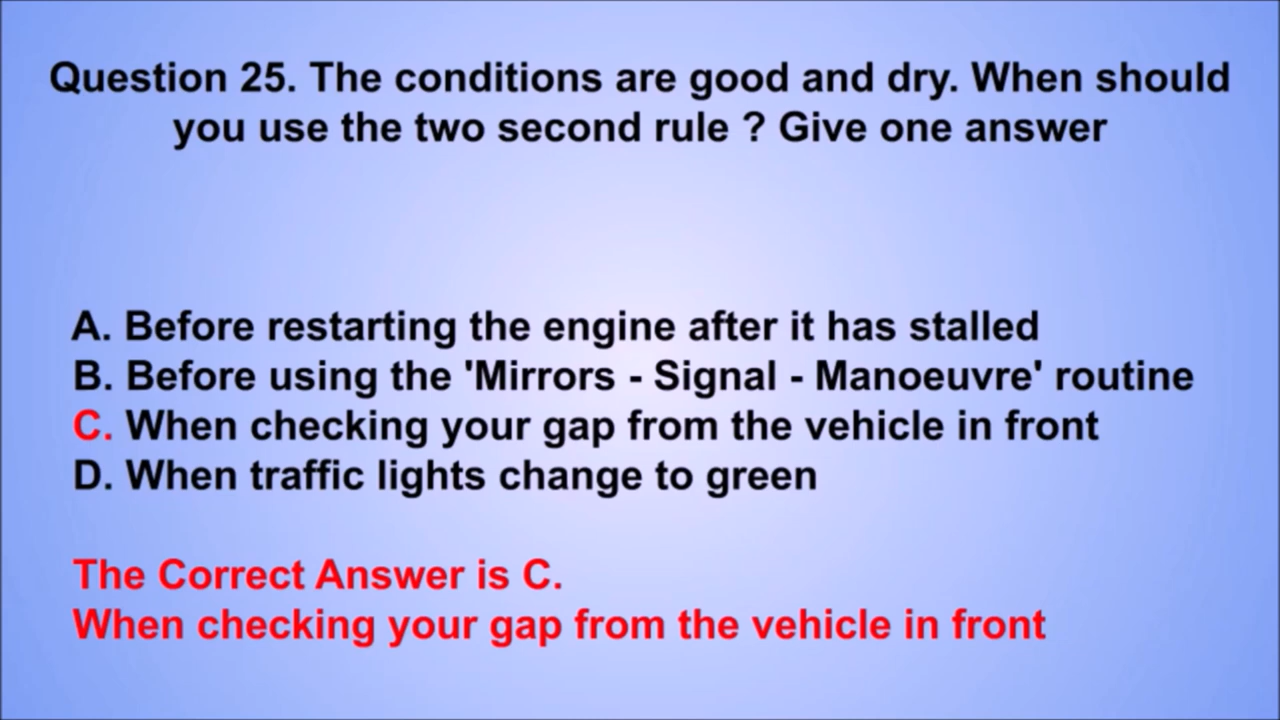 Question 25. The conditions are good and dry. When should
you use the two second rule ? Give one answer
A. Before restarting the engine after it has stalled
B. Before using the 'Mirrors - Signal - Manoeuvre' routine
C. When checking your gap from the vehicle in front
D. When traffic lights change to green
The Correct Answer is C.
When checking your gap from the vehicle in front